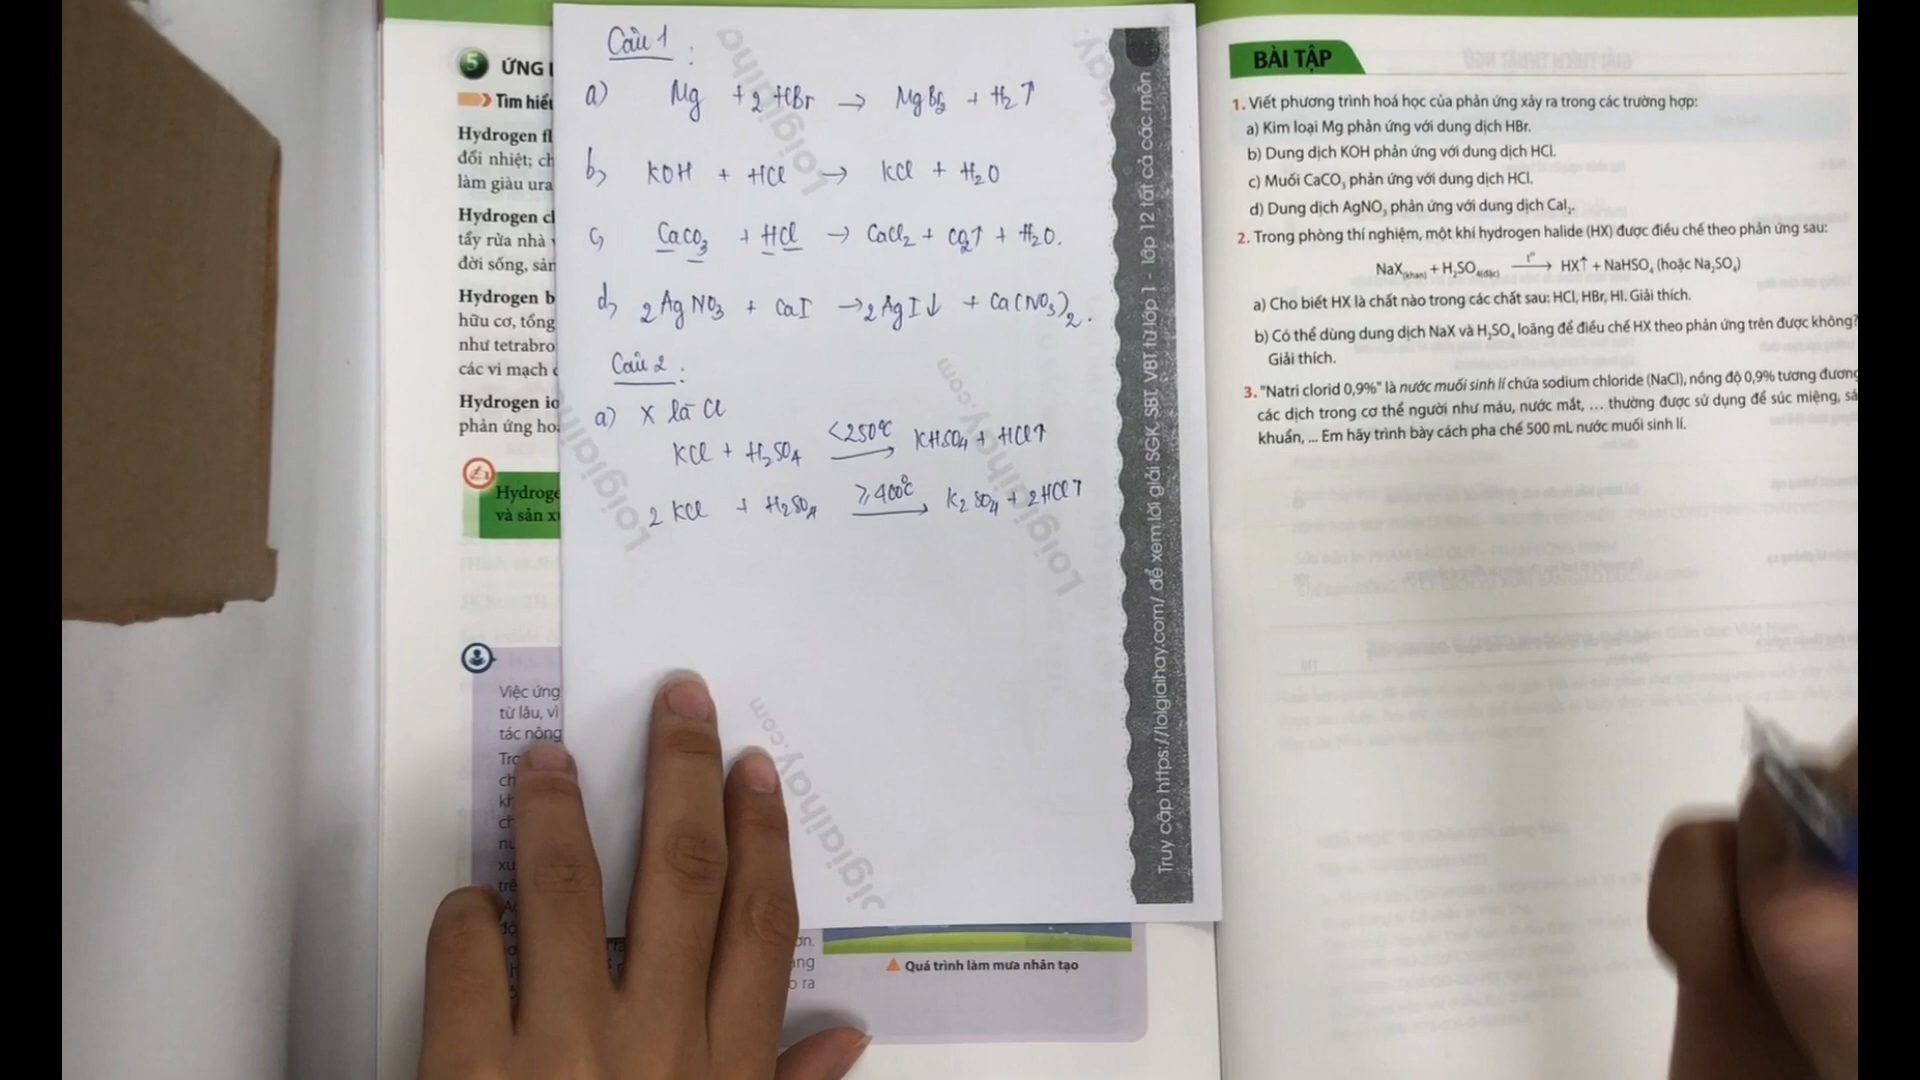 5 ỨNG
Tìm hiể
Hydrogen fl
đổi nhiệt; ch
làm giàu ura
Hydrogen cl
tẩy rửa nhà
đời sống, sản
Hydrogen b
hữu cơ, tổng
như tetrabro
các vi mạch
Hydrogen io
phản ứng ho
Hydroge
và sản x
Việc ứng
từ lâu, vì
tác nông
Câu 1 :
a) Mg + 2 HBr → MgBr2 + H2↑
b) KOH + HCl → KCl + H2O
c) CaCO3 + HCl → CaCl2 + CO2↑ + H2O.
d) 2 AgNO3 + CaI → 2 AgI↓ + Ca(NO3)2.
Câu 2 :
a) X là Cl
KCl + H2SO4 <250°C → KHSO4 + HCl↑
2 KCl + H2SO4 ≥400°C → K2SO4 + 2HCl↑
Truy cập https://loigiaihay.com/ để xem lời giải SGK, SBT, VBT từ lớp 1 - lớp 12 tất cả các môn
Loigiaihay.com
▲ Quá trình làm mưa nhân tạo
BÀI TẬP
1. Viết phương trình hoá học của phản ứng xảy ra trong các trường hợp:
a) Kim loại Mg phản ứng với dung dịch HBr.
b) Dung dịch KOH phản ứng với dung dịch HCl.
c) Muối CaCO3 phản ứng với dung dịch HCl.
d) Dung dịch AgNO3 phản ứng với dung dịch CaI2.
2. Trong phòng thí nghiệm, một khí hydrogen halide (HX) được điều chế theo phản ứng sau:
NaX(khan) + H2SO4(đặc) t° → HX↑ + NaHSO4 (hoặc Na2SO4)
a) Cho biết HX là chất nào trong các chất sau: HCl, HBr, HI. Giải thích.
b) Có thể dùng dung dịch NaX và H2SO4 loãng để điều chế HX theo phản ứng trên được không?
Giải thích.
3. "Natri clorid 0,9%" là nước muối sinh lí chứa sodium chloride (NaCl), nồng độ 0,9% tương đương
các dịch trong cơ thể người như máu, nước mắt, ... thường được sử dụng để súc miệng, sá
khuẩn, ... Em hãy trình bày cách pha chế 500 mL nước muối sinh lí.